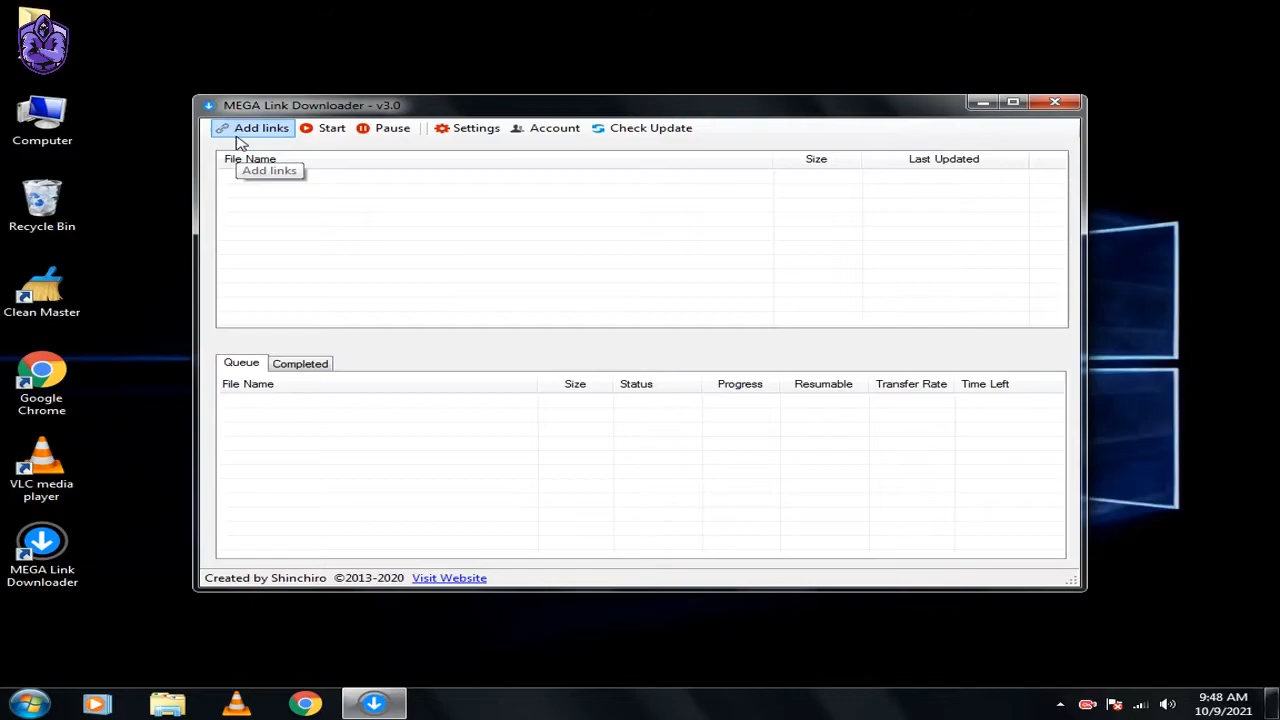 MEGA Link Downloader - v3.0
Add links Start Pause Settings Account Check Update
File Name Size Last Updated
Add links
Queue Completed
File Name Size Status Progress Resumable Transfer Rate Time Left
Created by Shinchiro ©2013-2020 Visit Website
Computer
Recycle Bin
Clean Master
Google
Chrome
VLC media
player
MEGA Link
Downloader
9:48 AM
10/9/2021